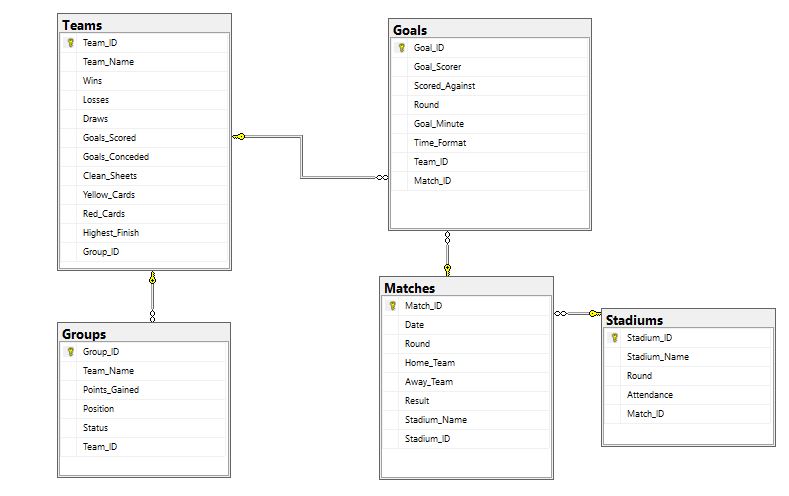 Teams
Team_ID
Team_Name
Wins
Losses
Draws
Goals_Scored
Goals_Conceded
Clean_Sheets
Yellow_Cards
Red_Cards
Highest_Finish
Group_ID
Goals
Goal_ID
Goal_Scorer
Scored_Against
Round
Goal_Minute
Time_Format
Team_ID
Match_ID
Groups
Group_ID
Team_Name
Points_Gained
Position
Status
Team_ID
Matches
Match_ID
Date
Round
Home_Team
Away_Team
Result
Stadium_Name
Stadium_ID
Stadiums
Stadium_ID
Stadium_Name
Round
Attendance
Match_ID